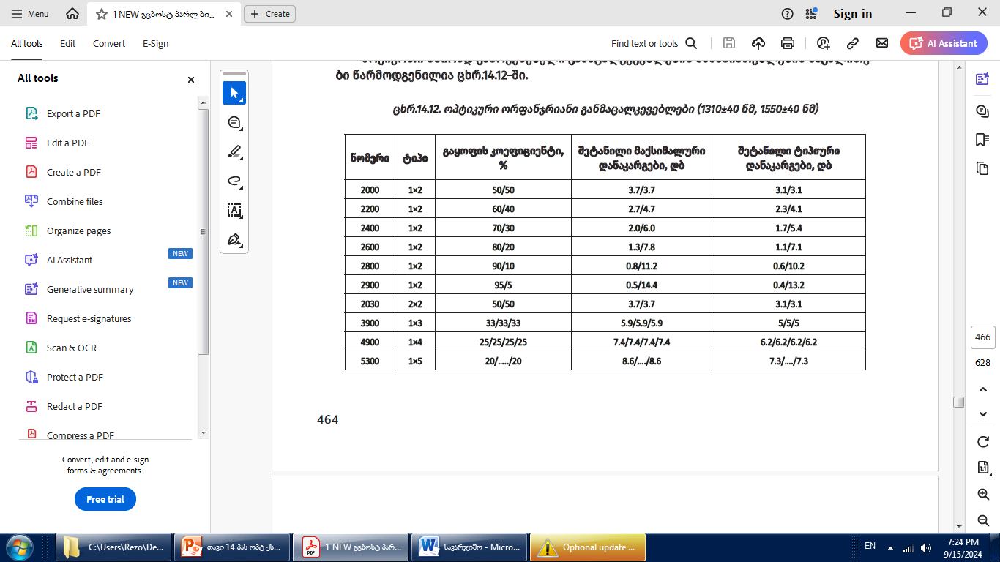 Menu
1 NEW გცბოსტ პარლ ბი...
Create
Sign in
All tools
Edit
Convert
E-Sign
Find text or tools
AI Assistant
All tools
Export a PDF
Edit a PDF
Create a PDF
Combine files
Organize pages
AI Assistant
NEW
Generative summary
NEW
Request e-signatures
Scan & OCR
Protect a PDF
Redact a PDF
Compress a PDF
Convert, edit and e-sign
forms & agreements.
Free trial
ბი წარმოდგენილია ცხრ.14.12-ში.
ცხრ.14.12. ოპტიკური ორფანჯრიანი განმაცალკევებლები (1310±40 ნმ, 1550±40 ნმ)
ნომერი ტიპი გაყოფის კოეფიციენტი, % შეტანილი მაქსიმალური დანაკარგები, დბ შეტანილი ტიპიური დანაკარგები, დბ
2000 1×2 50/50 3.7/3.7 3.1/3.1
2200 1×2 60/40 2.7/4.7 2.3/4.1
2400 1×2 70/30 2.0/6.0 1.7/5.4
2600 1×2 80/20 1.3/7.8 1.1/7.1
2800 1×2 90/10 0.8/11.2 0.6/10.2
2900 1×2 95/5 0.5/14.4 0.4/13.2
2030 2×2 50/50 3.7/3.7 3.1/3.1
3900 1×3 33/33/33 5.9/5.9/5.9 5/5/5
4900 1×4 25/25/25/25 7.4/7.4/7.4/7.4 6.2/6.2/6.2/6.2
5300 1×5 20/...../20 8.6/..../8.6 7.3/..../7.3
464
466
628
C:\Users\Rezo\De...
თავი 14 პას ოპტ ქს...
1 NEW გცბოსტ პარ...
სავარჯიშო - Micro...
Optional update ...
EN
7:24 PM
9/15/2024